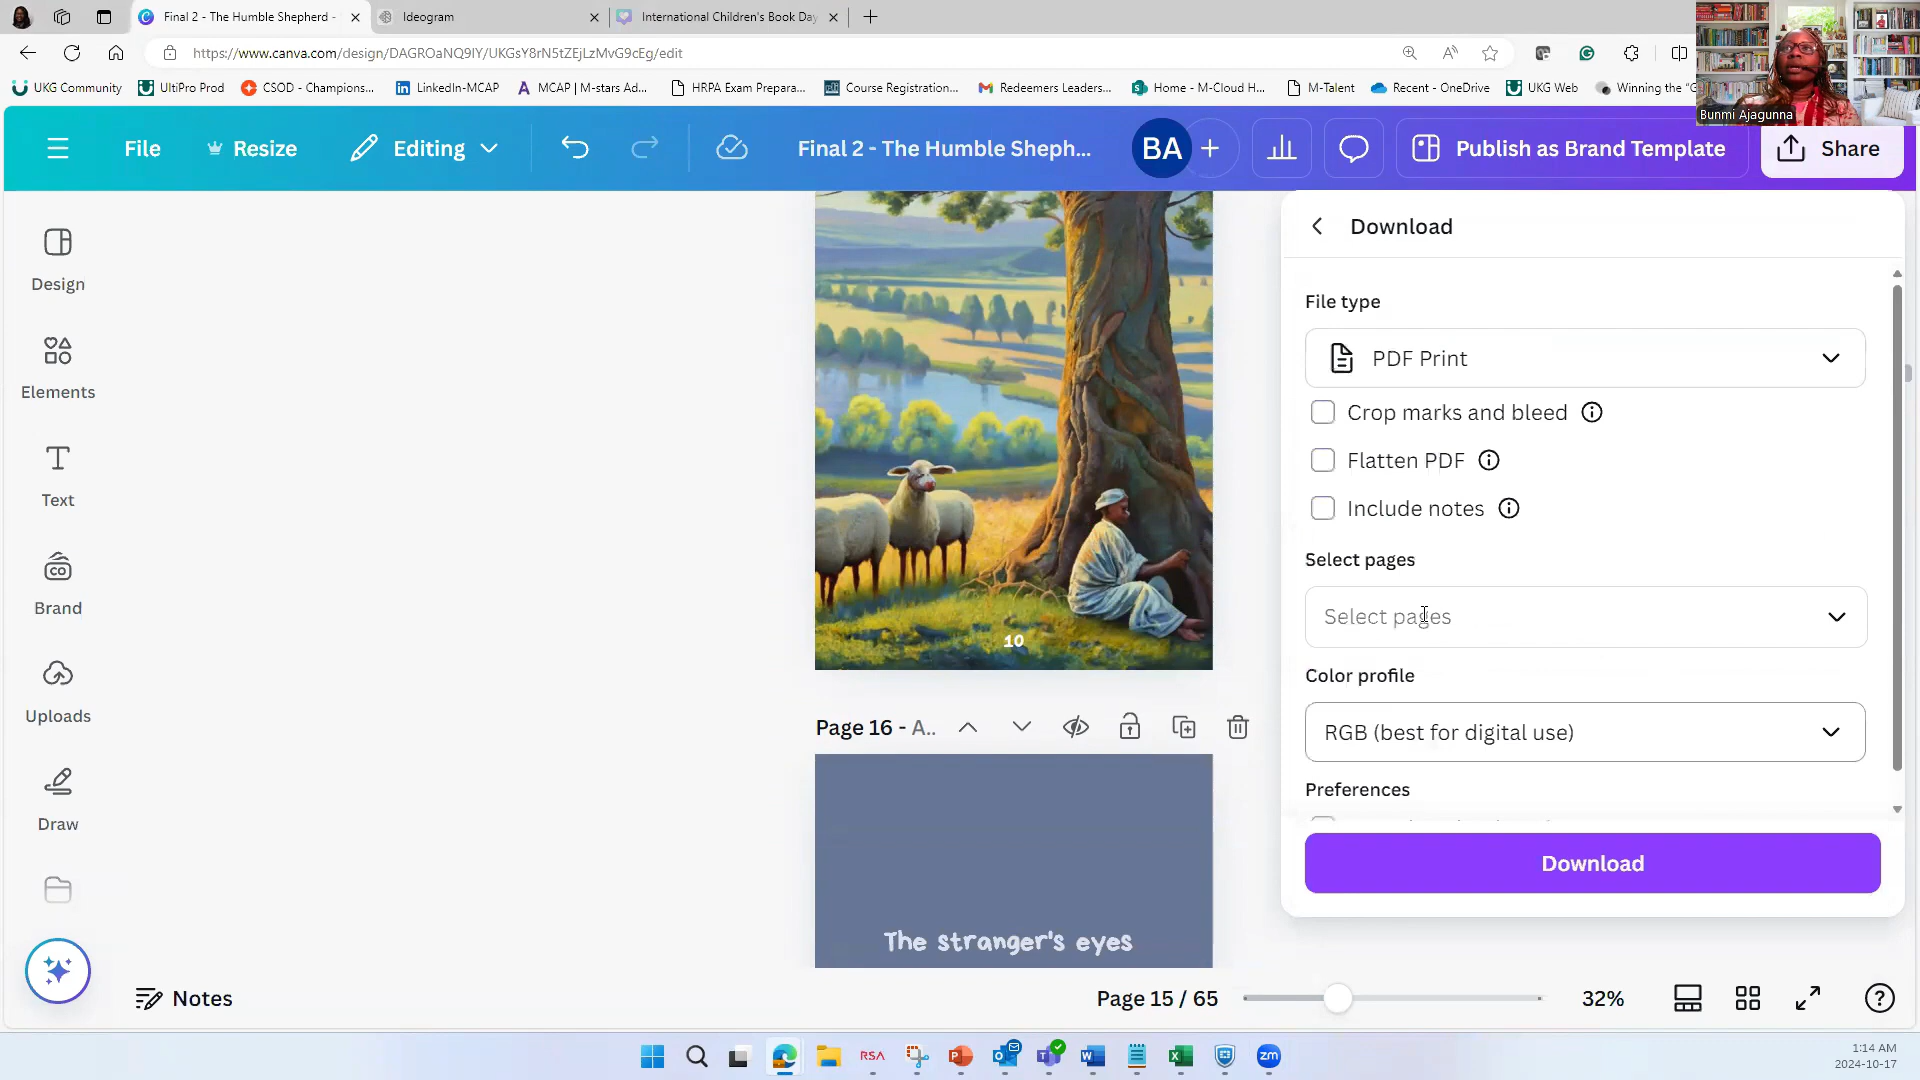 Final 2 - The Humble Shepherd -
Ideogram
International Children's Book Day
https://www.canva.com/design/DAGROaNQ9IY/UKGsY8rN5tZEjLzMvG9cEg/edit
UKG Community
UltiPro Prod
CSOD - Champions...
LinkedIn-MCAP
MCAP | M-stars Ad...
HRPA Exam Prepara...
Course Registration...
Redeemers Leaders...
Home - M-Cloud H...
M-Talent
Recent - OneDrive
UKG Web
Winning the "
Bunmi Ajagunna
File
Resize
Editing
Final 2 - The Humble Sheph...
BA
Publish as Brand Template
Share
Design
Elements
Text
Brand
Uploads
Draw
10
Page 16 - A..
The stranger's eyes
Download
File type
PDF Print
Crop marks and bleed
Flatten PDF
Include notes
Select pages
Select pages
Color profile
RGB (best for digital use)
Preferences
Download
Notes
Page 15 / 65
32%
RSA
zm
1:14 AM
2024-10-17